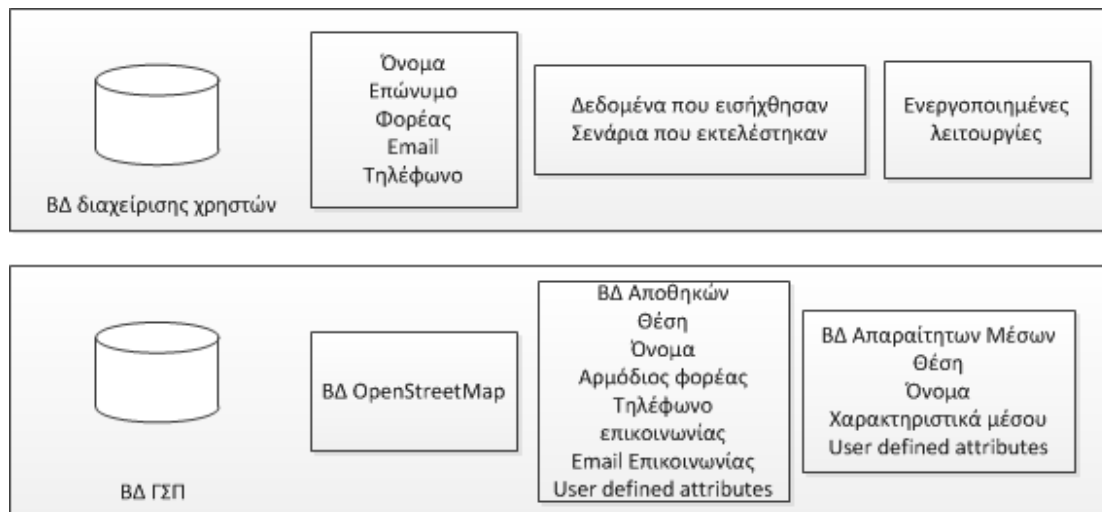 Όνομα
Επώνυμο
Φορέας
Email
Τηλέφωνο
Δεδομένα που εισήχθησαν
Σενάρια που εκτελέστηκαν
Ενεργοποιημένες
λειτουργίες
ΒΔ διαχείρισης χρηστών
ΒΔ OpenStreetMap
ΒΔ Αποθηκών
Θέση
Όνομα
Αρμόδιος φορέας
Τηλέφωνο
επικοινωνίας
Email Επικοινωνίας
User defined attributes
ΒΔ Απαραίτητων Μέσων
Θέση
Όνομα
Χαρακτηριστικά μέσου
User defined attributes
ΒΔ ΓΣΠ